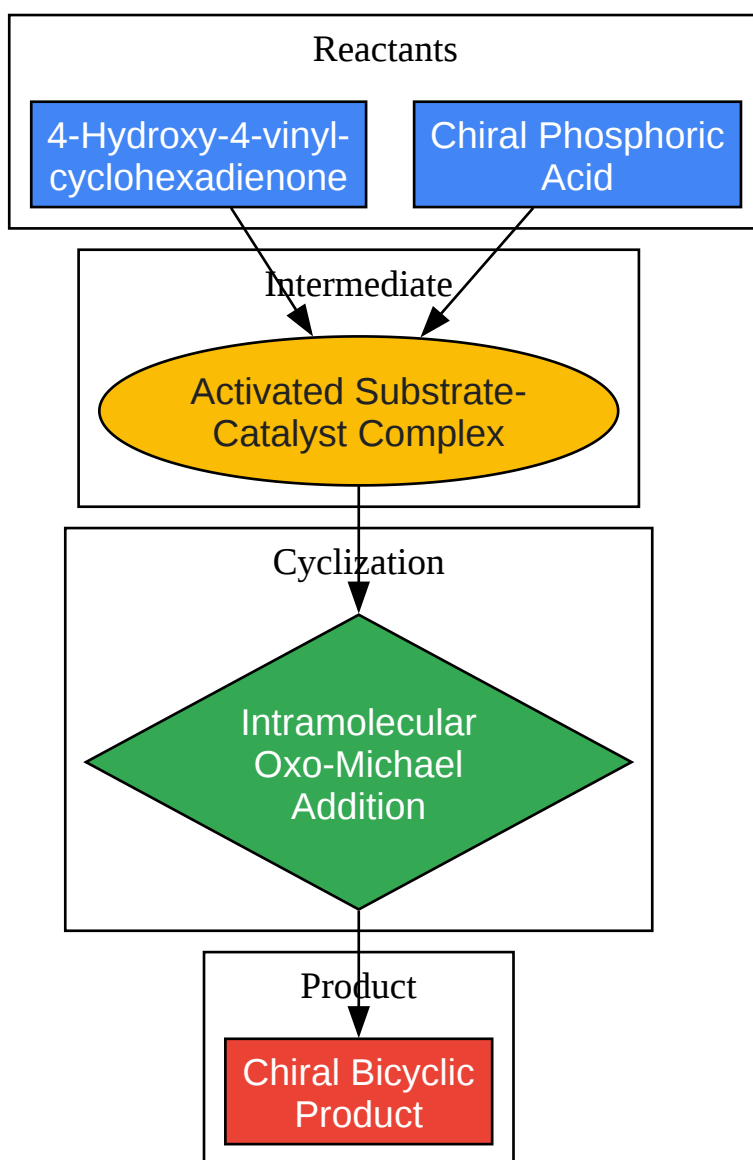 Reactants
4-Hydroxy-4-vinyl-
cyclohexadienone
Chiral Phosphoric
Acid
Intermediate
Activated Substrate-
Catalyst Complex
Cyclization
Intramolecular
Oxo-Michael
Addition
Product
Chiral Bicyclic
Product